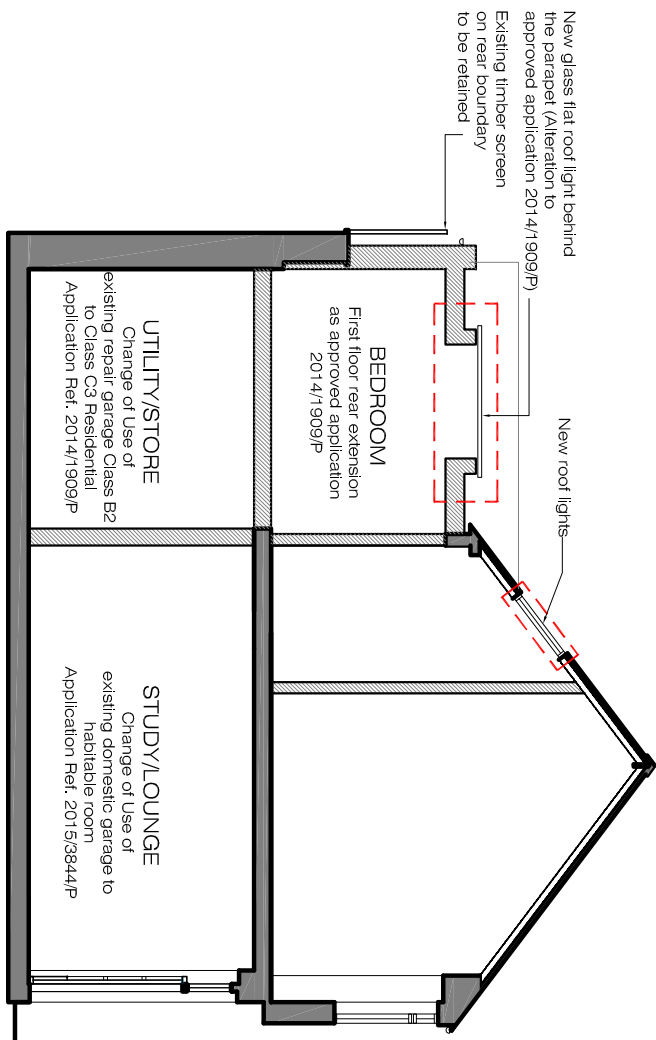 New glass flat roof light behind
the parapet (Alteration to
approved application 2014/1909/P)
Existing timber screen
on rear boundary
to be retained
New roof lights
BEDROOM
First floor rear extension
as approved application
2014/1909/P
UTILITY/STORE
Change of Use of
existing repair garage Class B2
to Class C3 Residential
Application Ref. 2014/1909/P
STUDY/LOUNGE
Change of Use of
existing domestic garage to
habitable room
Application Ref. 2015/3844/P